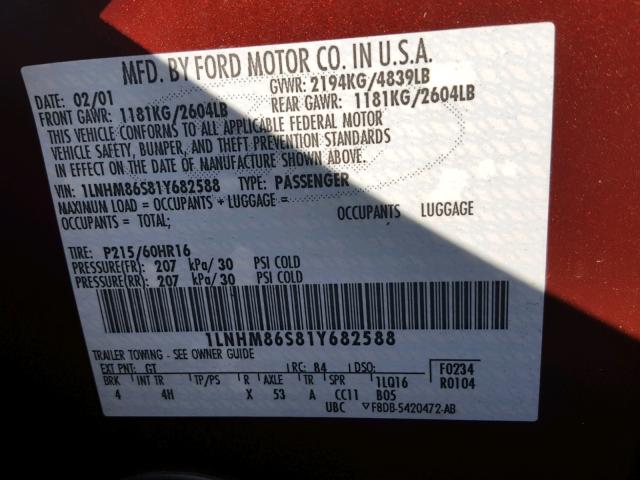 MFD. BY FORD MOTOR CO. IN U.S.A.
DATE: 02/01 GVWR: 2194KG/4839LB
FRONT GAWR: 1181KG/2604LB REAR GAWR: 1181KG/2604LB
THIS VEHICLE CONFORMS TO ALL APPLICABLE FEDERAL MOTOR
VEHICLE SAFETY, BUMPER, AND THEFT PREVENTION STANDARDS
IN EFFECT ON THE DATE OF MANUFACTURE SHOWN ABOVE.
VIN: 1LNHM86S81Y682588 TYPE: PASSENGER
MAXIMUM LOAD = OCCUPANTS + LUGGAGE =
OCCUPANTS = TOTAL; OCCUPANTS LUGGAGE
TIRE: P215/60HR16
PRESSURE(FR): 207 kPa/30 PSI COLD
PRESSURE(RR): 207 kPa/30 PSI COLD
1LNHM86S81Y682588
TRAILER TOWING - SEE OWNER GUIDE
EXT PNT: GT RC: 84 DSO: F0234
BRK INT TR TP/PS R AXLE TR SPR 1LQ16 R0104
4 4H X 53 A CC11 B05
UBC ▽F8DB-5420472-AB